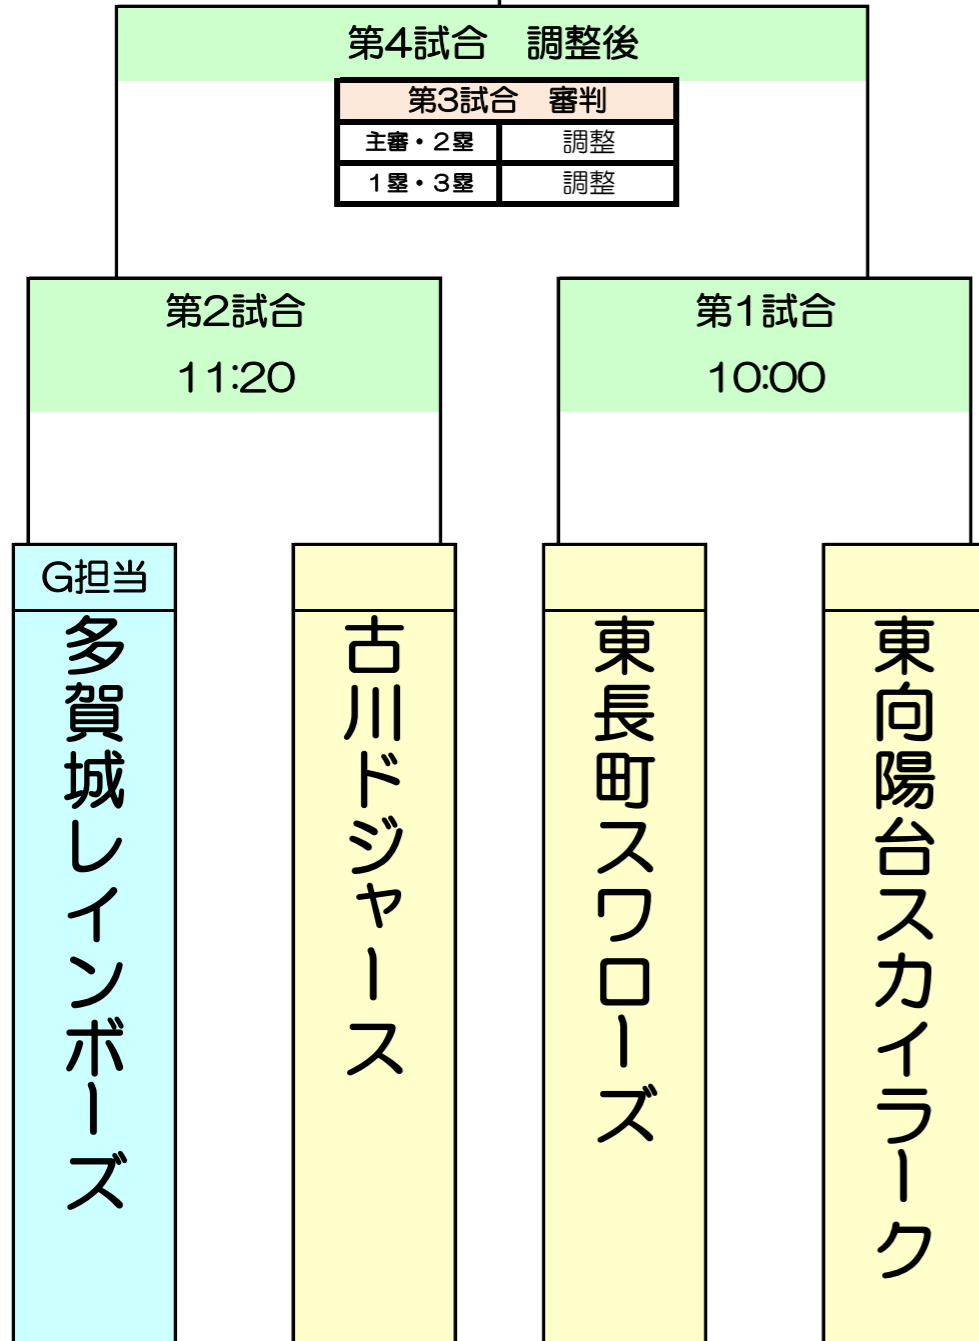 第4試合　調整後
第3試合　審判
主審・2塁　調整
1塁・3塁　調整
第2試合
11:20
第1試合
10:00
G担当
多賀城レインボーズ
古川ドジャース
東長町スワローズ
東向陽台スカイラーク